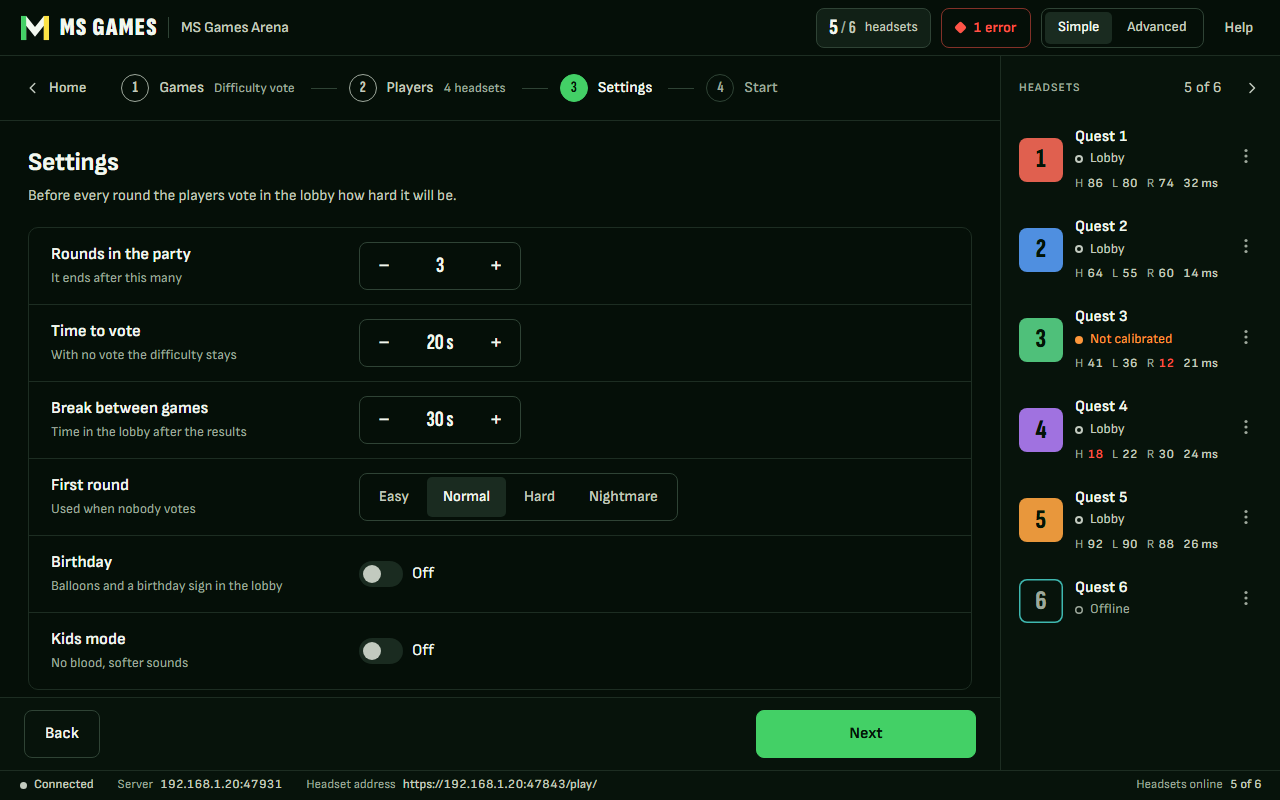 MS GAMES
MS Games Arena
5 / 6 headsets
1 error
Simple
Advanced
Help
Home
1 Games Difficulty vote
2 Players 4 headsets
3 Settings
4 Start
HEADSETS
5 of 6
Settings
Before every round the players vote in the lobby how hard it will be.
Rounds in the party
It ends after this many
− 3 +
Time to vote
With no vote the difficulty stays
− 20 s +
Break between games
Time in the lobby after the results
− 30 s +
First round
Used when nobody votes
Easy Normal Hard Nightmare
Birthday
Balloons and a birthday sign in the lobby
Off
Kids mode
No blood, softer sounds
Off
Back
Next
1
Quest 1
Lobby
H 86 L 80 R 74 32 ms
2
Quest 2
Lobby
H 64 L 55 R 60 14 ms
3
Quest 3
Not calibrated
H 41 L 36 R 12 21 ms
4
Quest 4
Lobby
H 18 L 22 R 30 24 ms
5
Quest 5
Lobby
H 92 L 90 R 88 26 ms
6
Quest 6
Offline
Connected
Server 192.168.1.20:47931
Headset address https://192.168.1.20:47843/play/
Headsets online 5 of 6